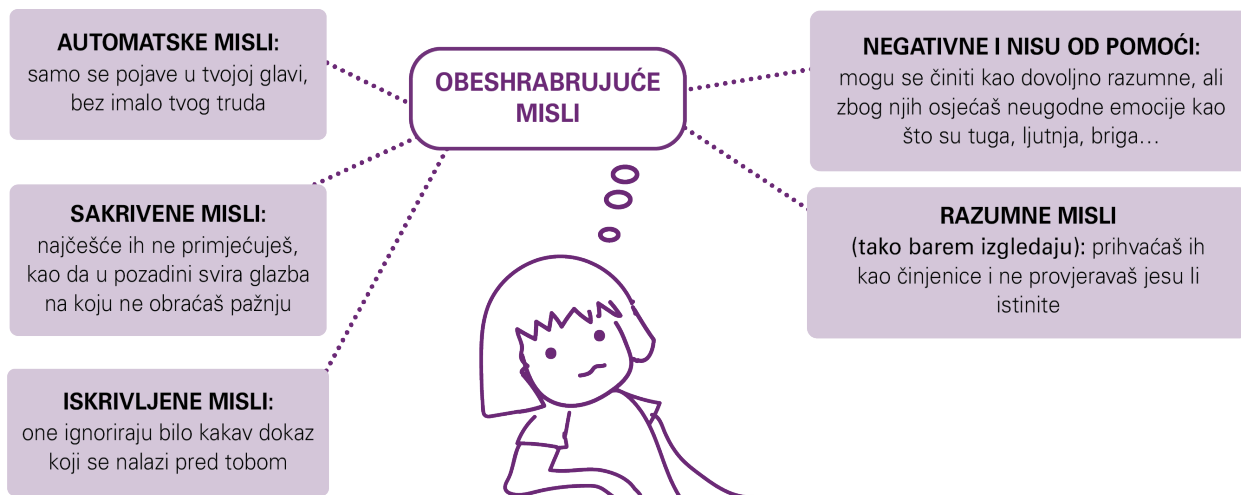 OBESHRABRUJUĆE
MISLI
AUTOMATSKE MISLI:
samo se pojave u tvojoj glavi,
bez imalo tvog truda
SAKRIVENE MISLI:
najčešće ih ne primjećuješ,
kao da u pozadini svira glazba
na koju ne obraćaš pažnju
ISKRIVLJENE MISLI:
one ignoriraju bilo kakav dokaz
koji se nalazi pred tobom
NEGATIVNE I NISU OD POMOĆI:
mogu se činiti kao dovoljno razumne, ali
zbog njih osjećaš neugodne emocije kao
što su tuga, ljutnja, briga…
RAZUMNE MISLI
(tako barem izgledaju): prihvaćaš ih
kao činjenice i ne provjeravaš jesu li
istinite